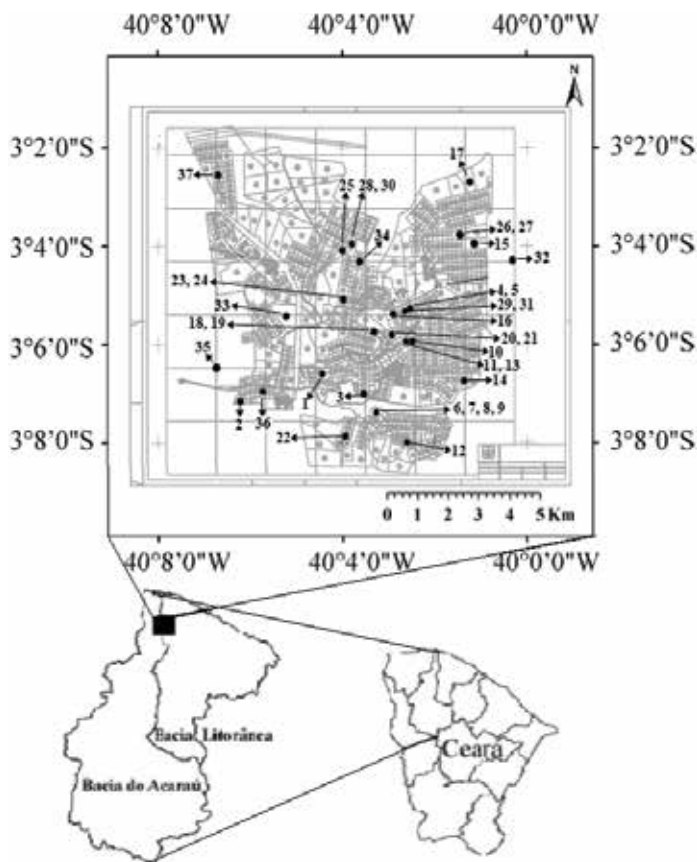 40°8'0"W 40°4'0"W 40°0'0"W
N
3°2'0"S 3°2'0"S
17
37
25 28, 30
34
26, 27
3°4'0"S 15 3°4'0"S
32
23, 24
4, 5
33 29, 31
18, 19 16
20, 21
3°6'0"S 10 3°6'0"S
35 11, 13
14
1 3
2 36 6, 7, 8, 9
3°8'0"S 22 12 3°8'0"S
0 1 2 3 4 5 Km
40°8'0"W 40°4'0"W 40°0'0"W
Bacia Litorânea
Ceará
Bacia do Acaraú